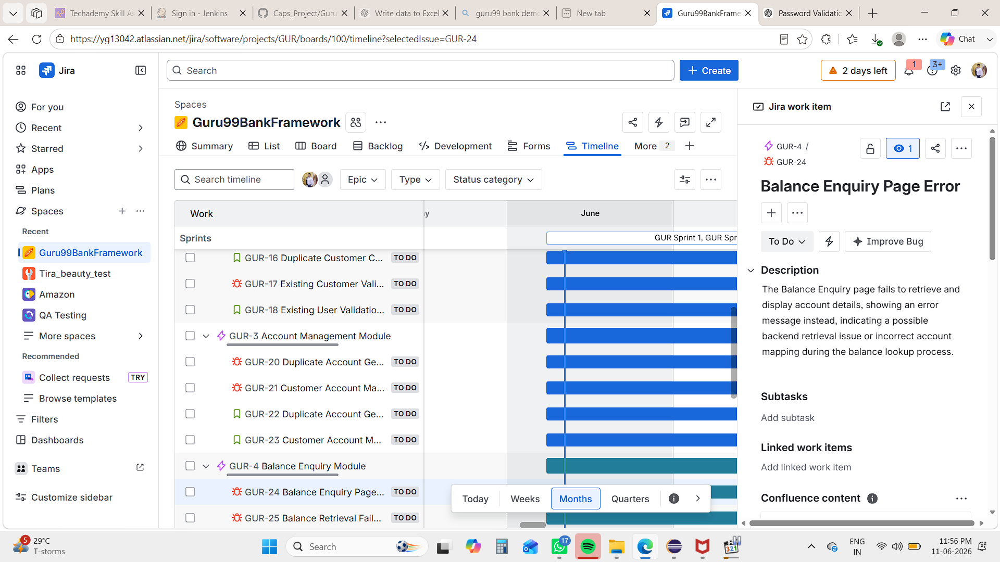 Techademy Skill As
Sign in - Jenkins
Caps_Project/Guru
Write data to Excel
guru99 bank demo
New tab
Guru99BankFrame
Password Validatio
https://yg13042.atlassian.net/jira/software/projects/GUR/boards/100/timeline?selectedIssue=GUR-24
Chat
Jira
Search
Create
2 days left
1
3+
For you
Recent
Starred
Apps
Plans
Spaces
Recent
Guru99BankFramework
Tira_beauty_test
Amazon
QA Testing
More spaces
Recommended
Collect requests TRY
Browse templates
Filters
Dashboards
Teams
Customize sidebar
Spaces
Guru99BankFramework
Summary List Board Backlog Development Forms Timeline More 2
Search timeline
Epic
Type
Status category
Work
y
June
Sprints
GUR Sprint 1, GUR Spr
GUR-16 Duplicate Customer C... TO DO
GUR-17 Existing Customer Vali... TO DO
GUR-18 Existing User Validatio... TO DO
GUR-3 Account Management Module
GUR-20 Duplicate Account Ge... TO DO
GUR-21 Customer Account Ma... TO DO
GUR-22 Duplicate Account Ge... TO DO
GUR-23 Customer Account M... TO DO
GUR-4 Balance Enquiry Module
GUR-24 Balance Enquiry Page... TO DO
GUR-25 Balance Retrieval Fail... TO DO
Today Weeks Months Quarters
Jira work item
GUR-4 /
GUR-24
1
Balance Enquiry Page Error
To Do
Improve Bug
Description
The Balance Enquiry page fails to retrieve and
display account details, showing an error
message instead, indicating a possible
backend retrieval issue or incorrect account
mapping during the balance lookup process.
Subtasks
Add subtask
Linked work items
Add linked work item
Confluence content
5
29°C
T-storms
Search
17
321
ENG
IN
11:56 PM
11-06-2026